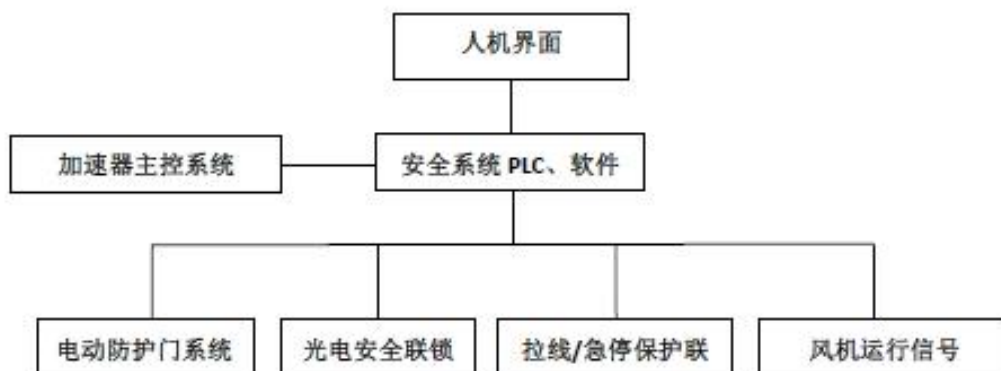 人机界面
加速器主控系统
安全系统 PLC、软件
电动防护门系统
光电安全联锁
拉线/急停保护联
风机运行信号